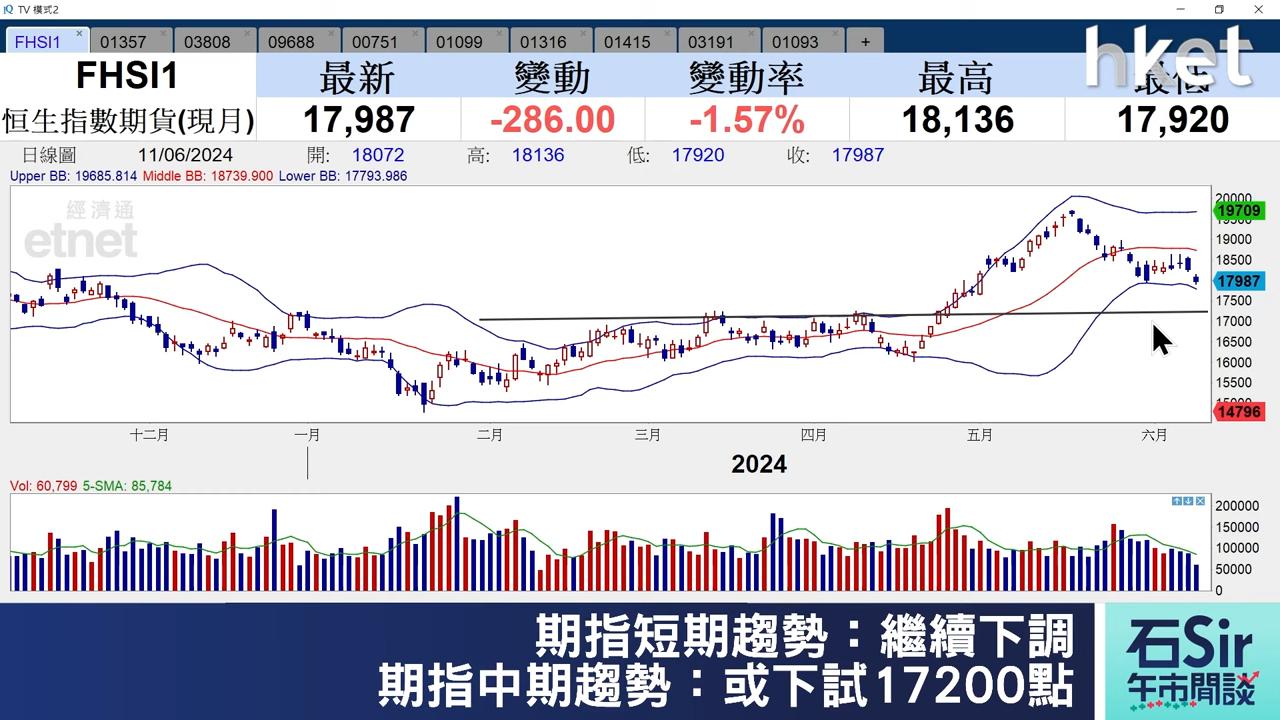 TV 模式2
FHSI1 01357 03808 09688 00751 01099 01316 01415 03191 01093 +
hket
FHSI1 最新 變動 變動率 最高 最低
恒生指數期貨(現月) 17,987 -286.00 -1.57% 18,136 17,920
日線圖 11/06/2024 開: 18072 高: 18136 低: 17920 收: 17987
Upper BB: 19685.814 Middle BB: 18739.900 Lower BB: 17793.986
經濟通
etnet
20000
19709
19000
18500
17987
17500
17000
16500
16000
15500
15000
14796
十二月 一月 二月 三月 四月 五月 六月
2024
Vol: 60,799 5-SMA: 85,784
200000
150000
100000
50000
0
期指短期趨勢：繼續下調
期指中期趨勢：或下試17200點
石Sir
午市閒談